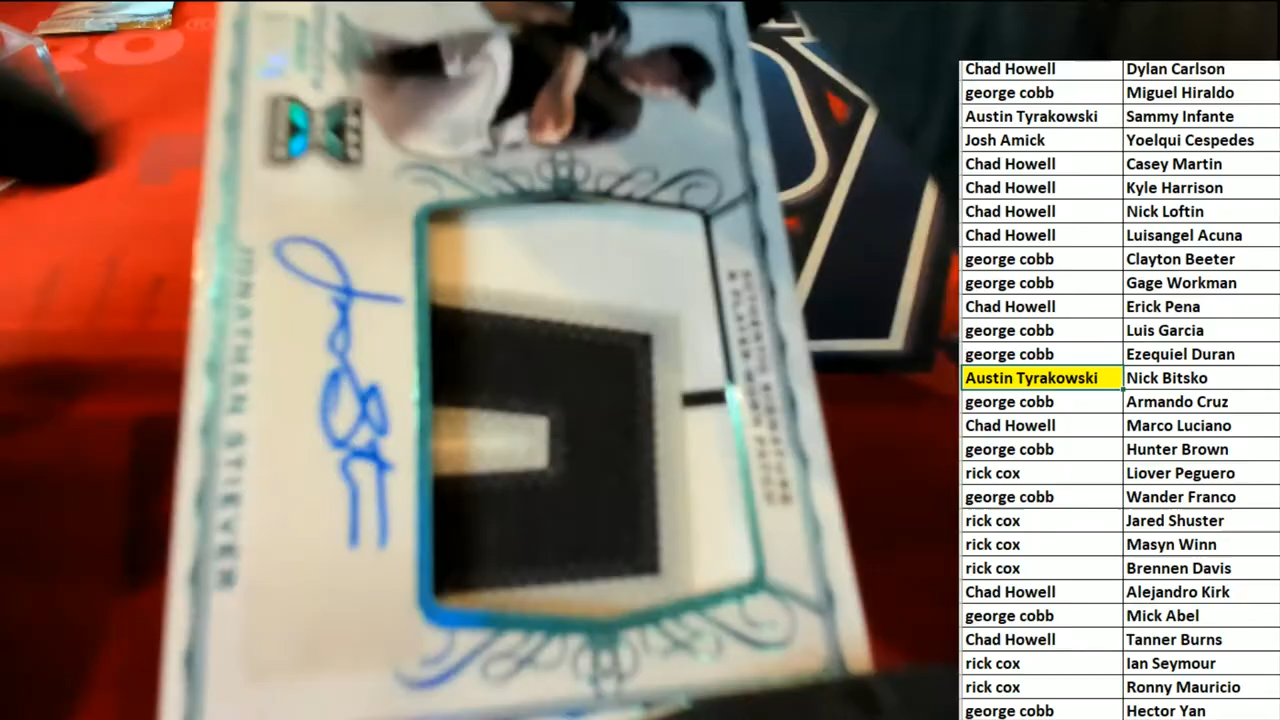 JONATHAN STIEVER
AUTHENTIC SIGNATURE
& PLAYER-WORN PATCH
Chad Howell Dylan Carlson
george cobb Miguel Hiraldo
Austin Tyrakowski Sammy Infante
Josh Amick Yoelqui Cespedes
Chad Howell Casey Martin
Chad Howell Kyle Harrison
Chad Howell Nick Loftin
Chad Howell Luisangel Acuna
george cobb Clayton Beeter
george cobb Gage Workman
Chad Howell Erick Pena
george cobb Luis Garcia
george cobb Ezequiel Duran
Austin Tyrakowski Nick Bitsko
george cobb Armando Cruz
Chad Howell Marco Luciano
george cobb Hunter Brown
rick cox Liover Peguero
george cobb Wander Franco
rick cox Jared Shuster
rick cox Masyn Winn
rick cox Brennen Davis
Chad Howell Alejandro Kirk
george cobb Mick Abel
Chad Howell Tanner Burns
rick cox Ian Seymour
rick cox Ronny Mauricio
george cobb Hector Yan